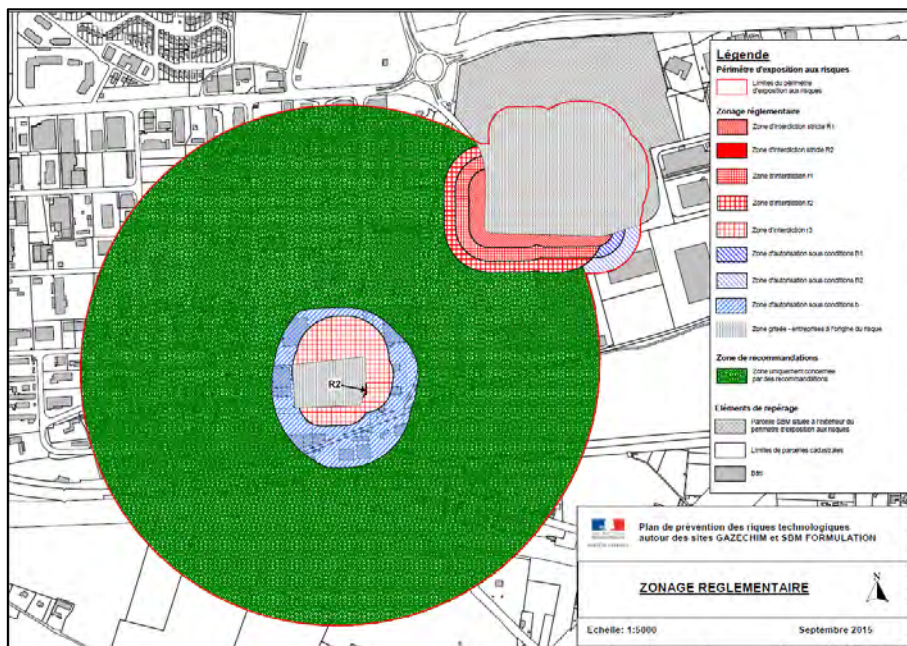 Légende
Périmètre d'exposition aux risques
Limites du périmètre
d'exposition aux risques
Zonage réglementaire
Zone d'interdiction stricte R1
Zone d'interdiction stricte R2
Zone d'interdiction r1
Zone d'interdiction r2
Zone d'interdiction r3
Zone d'autorisation sous conditions B1
Zone d'autorisation sous conditions B2
Zone d'autorisation sous conditions b
Zone grisée - entreprises à l'origine du risque
Zone de recommandations
Zone uniquement concernée
par des recommandations
Eléments de repérage
Parcelle SBM située à l'extérieur du
périmètre d'exposition aux risques
Limites de parcelles cadastrales
Bâti
R2
Plan de prévention des riques technologiques
autour des sites GAZECHIM et SBM FORMULATION
ZONAGE REGLEMENTAIRE
N
Echelle: 1:5000
Septembre 2015